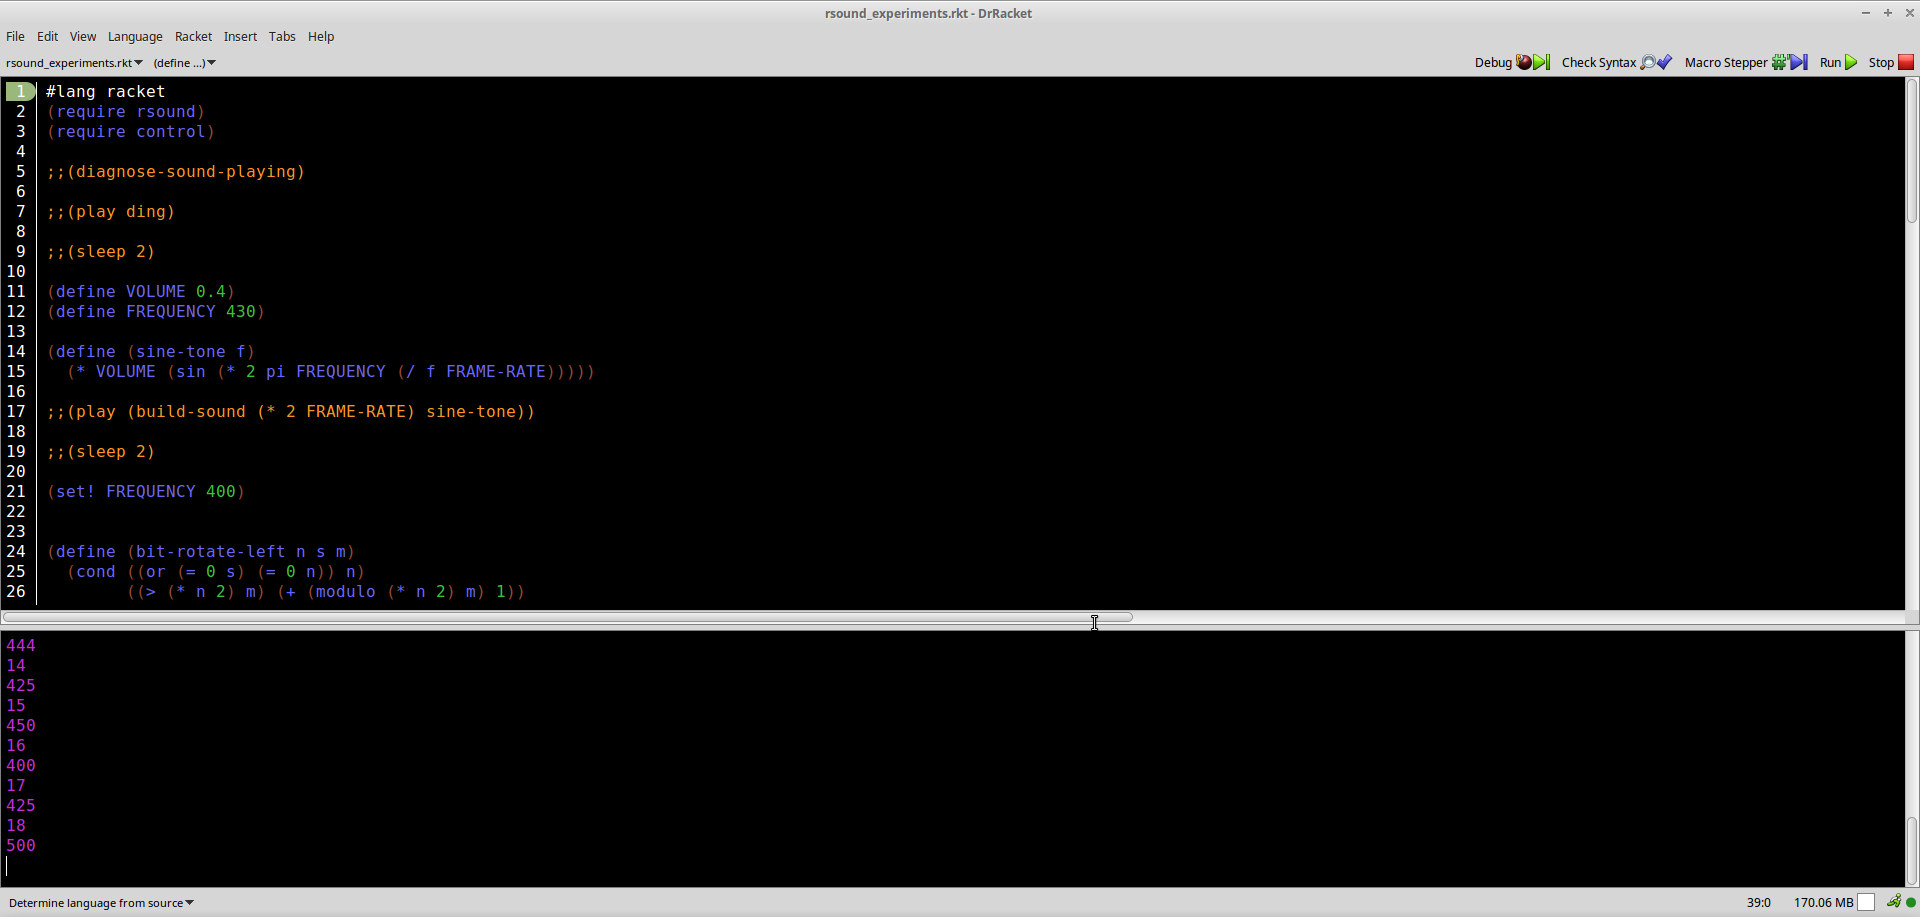 rsound_experiments.rkt - DrRacket
File Edit View Language Racket Insert Tabs Help
rsound_experiments.rkt (define ...) Debug Check Syntax Macro Stepper Run Stop
1 #lang racket
2 (require rsound)
3 (require control)
4
5 ;;(diagnose-sound-playing)
6
7 ;;(play ding)
8
9 ;;(sleep 2)
10
11 (define VOLUME 0.4)
12 (define FREQUENCY 430)
13
14 (define (sine-tone f)
15   (* VOLUME (sin (* 2 pi FREQUENCY (/ f FRAME-RATE)))))
16
17 ;;(play (build-sound (* 2 FRAME-RATE) sine-tone))
18
19 ;;(sleep 2)
20
21 (set! FREQUENCY 400)
22
23
24 (define (bit-rotate-left n s m)
25   (cond ((or (= 0 s) (= 0 n)) n)
26         ((> (* n 2) m) (+ (modulo (* n 2) m) 1))
444
14
425
15
450
16
400
17
425
18
500
Determine language from source 39:0 170.06 MB